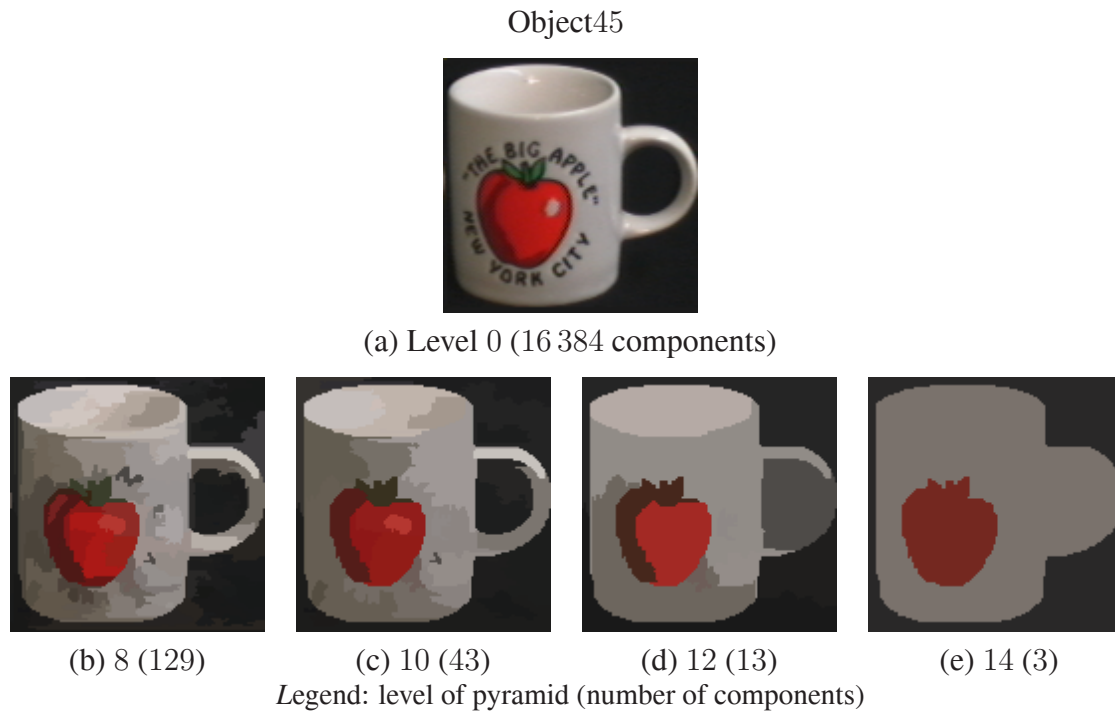 Object45
"THE BIG APPLE"
NEW YORK CITY
(a) Level 0 (16 384 components)
(b) 8 (129) (c) 10 (43) (d) 12 (13) (e) 14 (3)
Legend: level of pyramid (number of components)